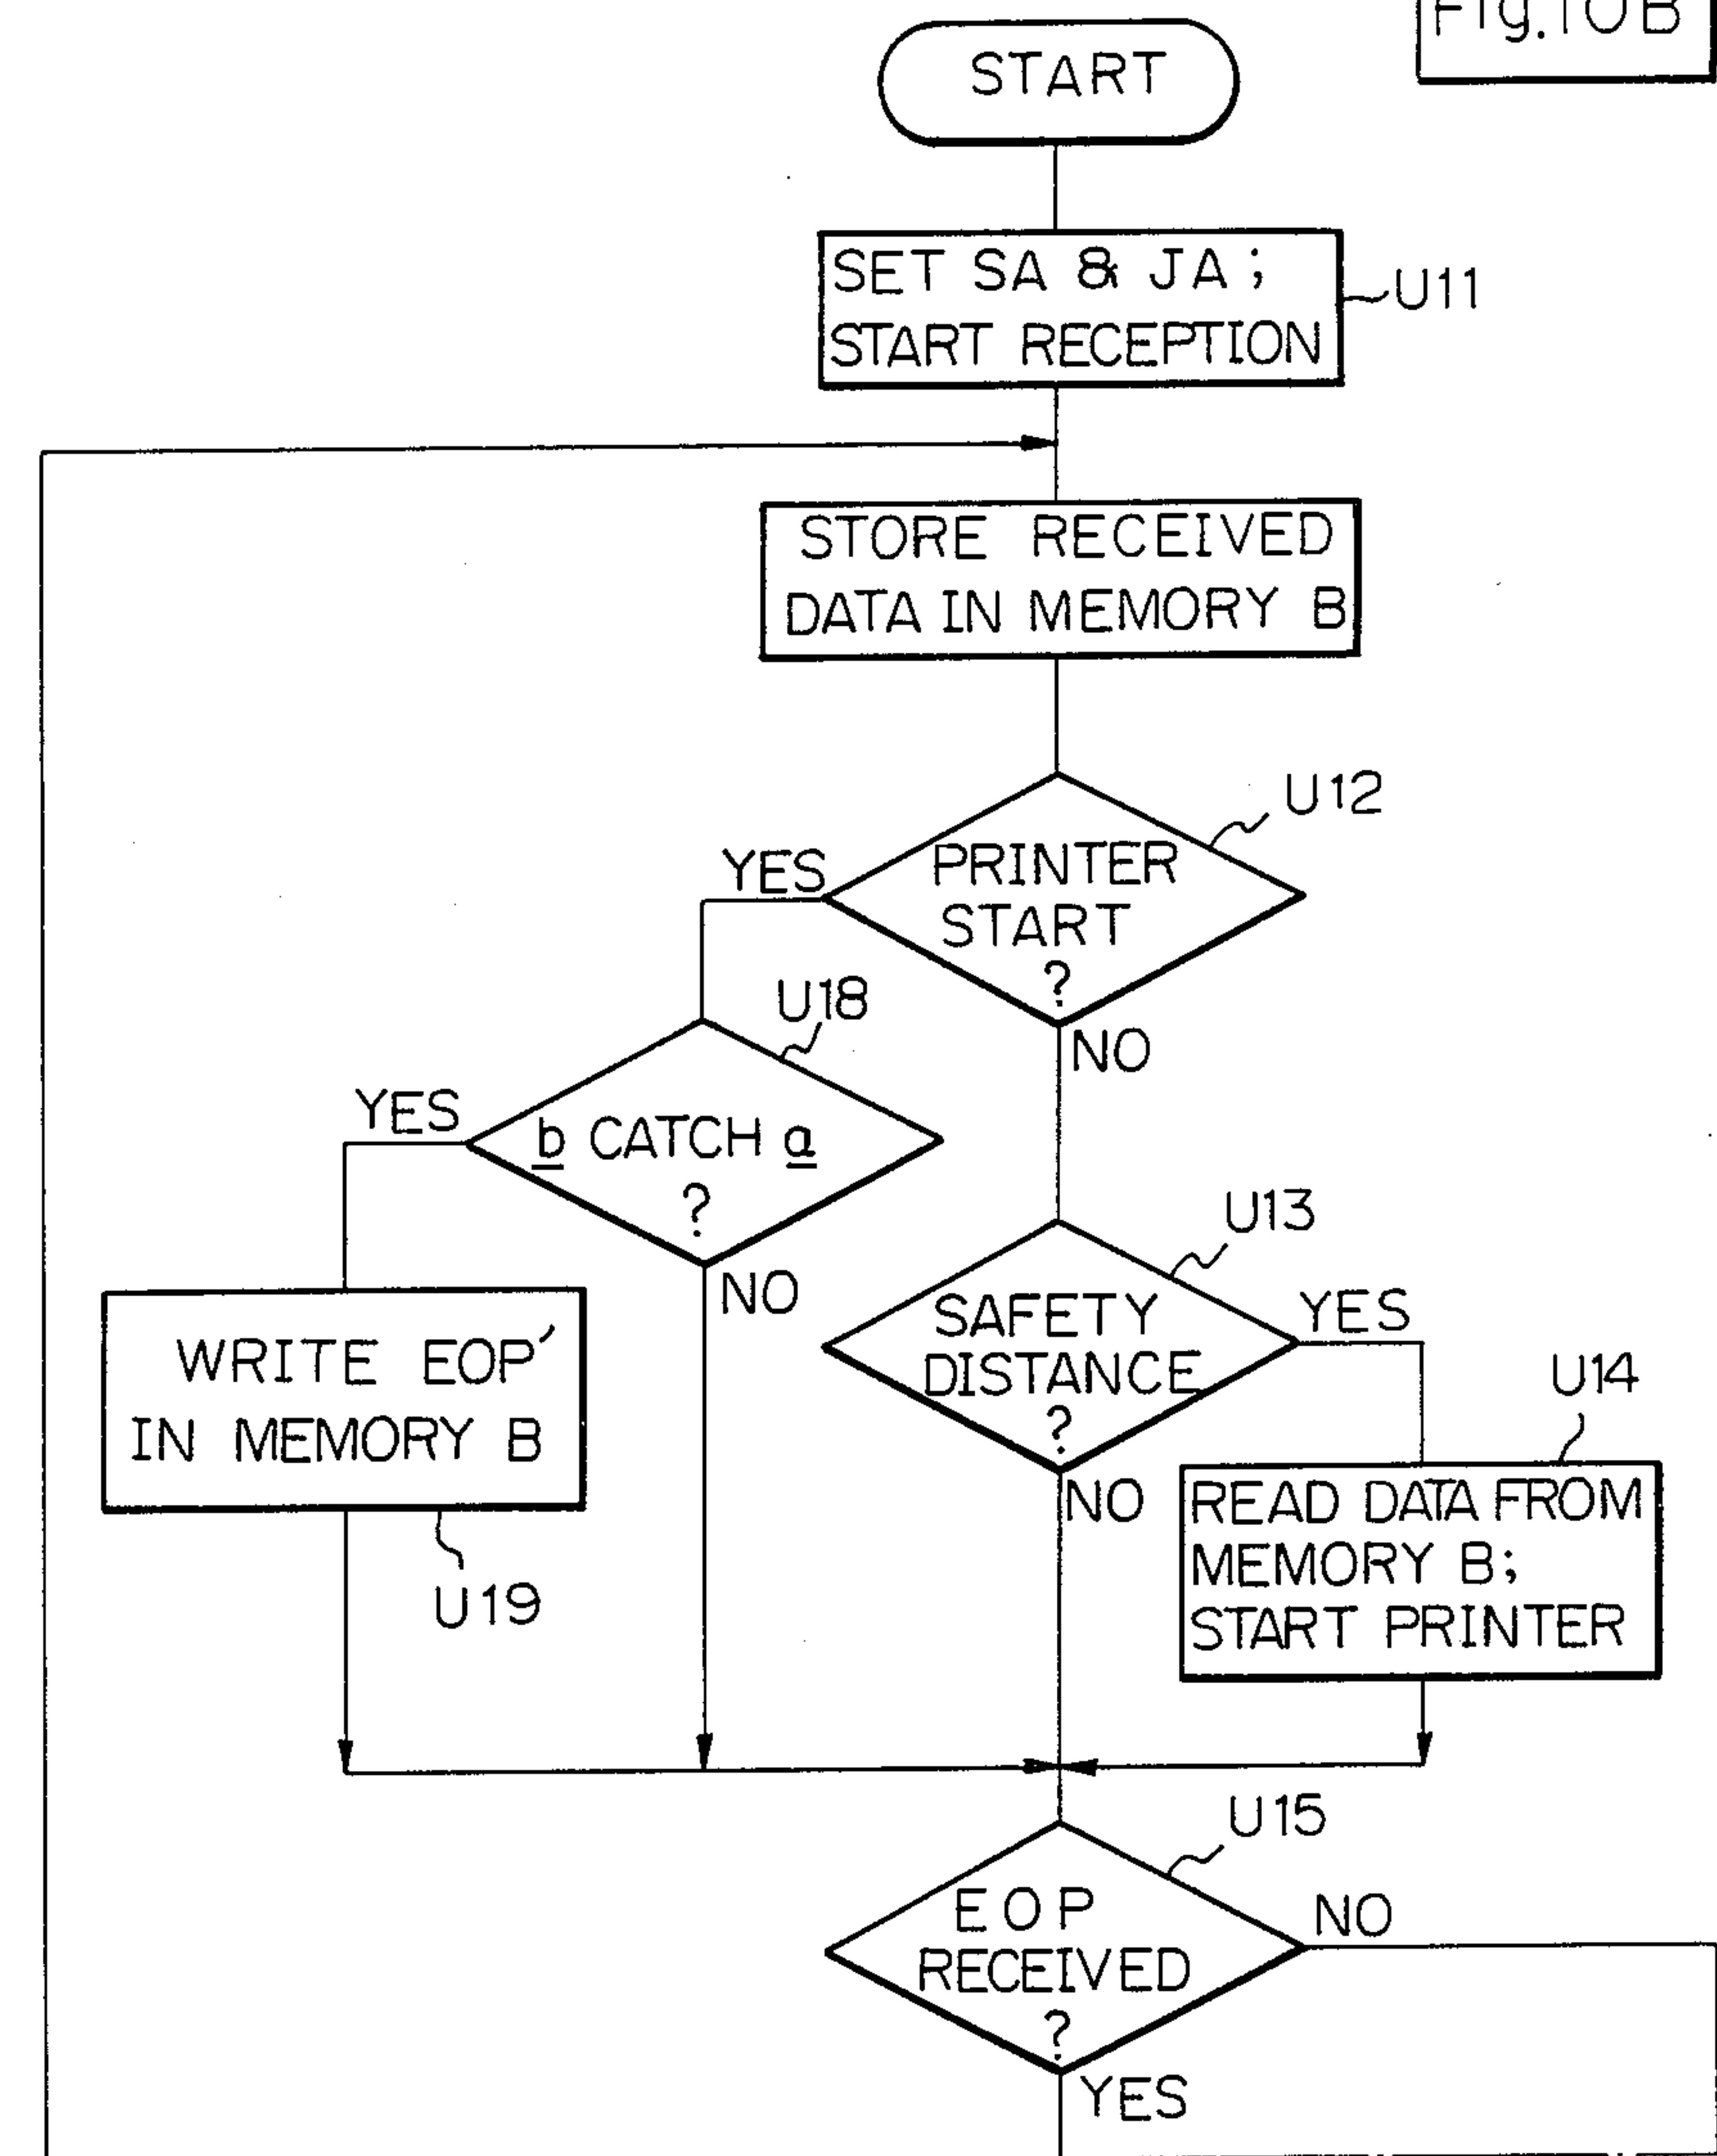 Fig.10B
START
SET SA & JA ;
START RECEPTION
U11
STORE RECEIVED
DATA IN MEMORY B
U12
PRINTER
START
?
YES
NO
U18
b CATCH a
?
YES
NO
U13
SAFETY
DISTANCE
?
YES
NO
WRITE EOP′
IN MEMORY B
U19
U14
READ DATA FROM
MEMORY B;
START PRINTER
U15
EOP
RECEIVED
?
NO
YES